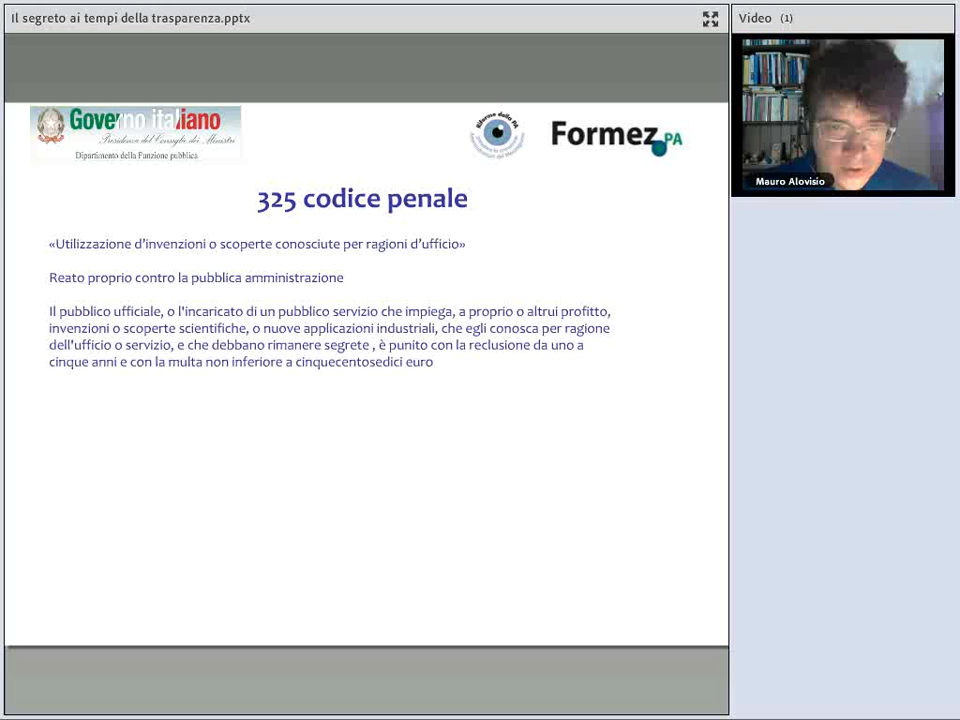 Il segreto ai tempi della trasparenza.pptx
Video (1)
Governo italiano
Presidenza del Consiglio dei Ministri
Dipartimento della Funzione pubblica
Riforme della PA
Formez PA
Mauro Alovisio
325 codice penale
«Utilizzazione d'invenzioni o scoperte conosciute per ragioni d'ufficio»
Reato proprio contro la pubblica amministrazione
Il pubblico ufficiale, o l'incaricato di un pubblico servizio che impiega, a proprio o altrui profitto,
invenzioni o scoperte scientifiche, o nuove applicazioni industriali, che egli conosca per ragione
dell'ufficio o servizio, e che debbano rimanere segrete , è punito con la reclusione da uno a
cinque anni e con la multa non inferiore a cinquecentosedici euro